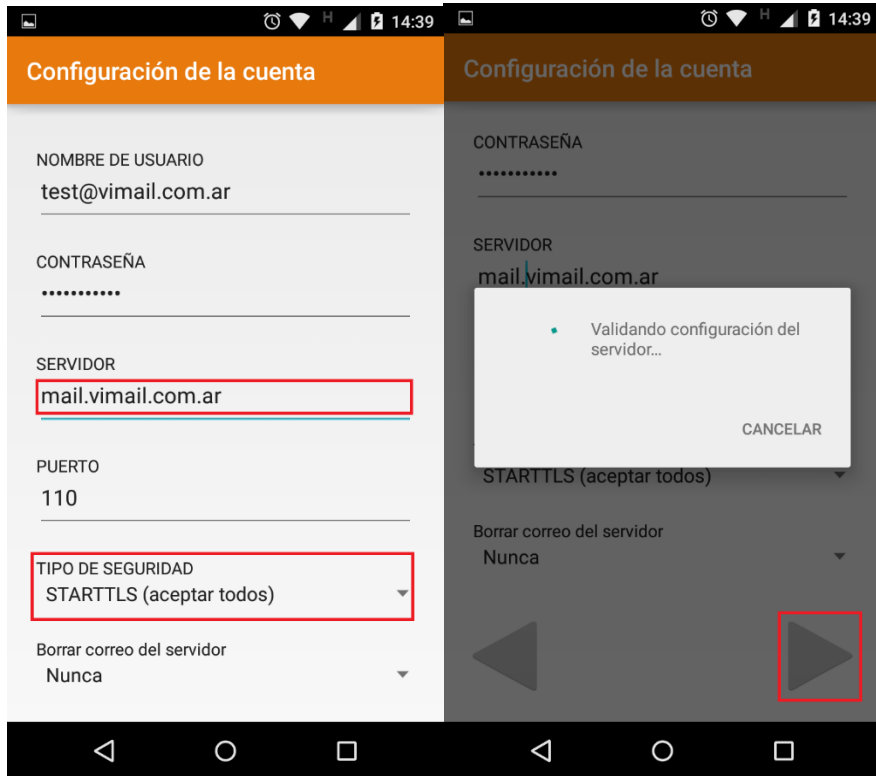 H 14:39
Configuración de la cuenta
NOMBRE DE USUARIO
test@vimail.com.ar
CONTRASEÑA
•••••••••••
SERVIDOR
mail.vimail.com.ar
PUERTO
110
TIPO DE SEGURIDAD
STARTTLS (aceptar todos)
Borrar correo del servidor
Nunca
H 14:39
Configuración de la cuenta
CONTRASEÑA
•••••••••••
SERVIDOR
mail.vimail.com.ar
Validando configuración del
servidor...
CANCELAR
STARTTLS (aceptar todos)
Borrar correo del servidor
Nunca